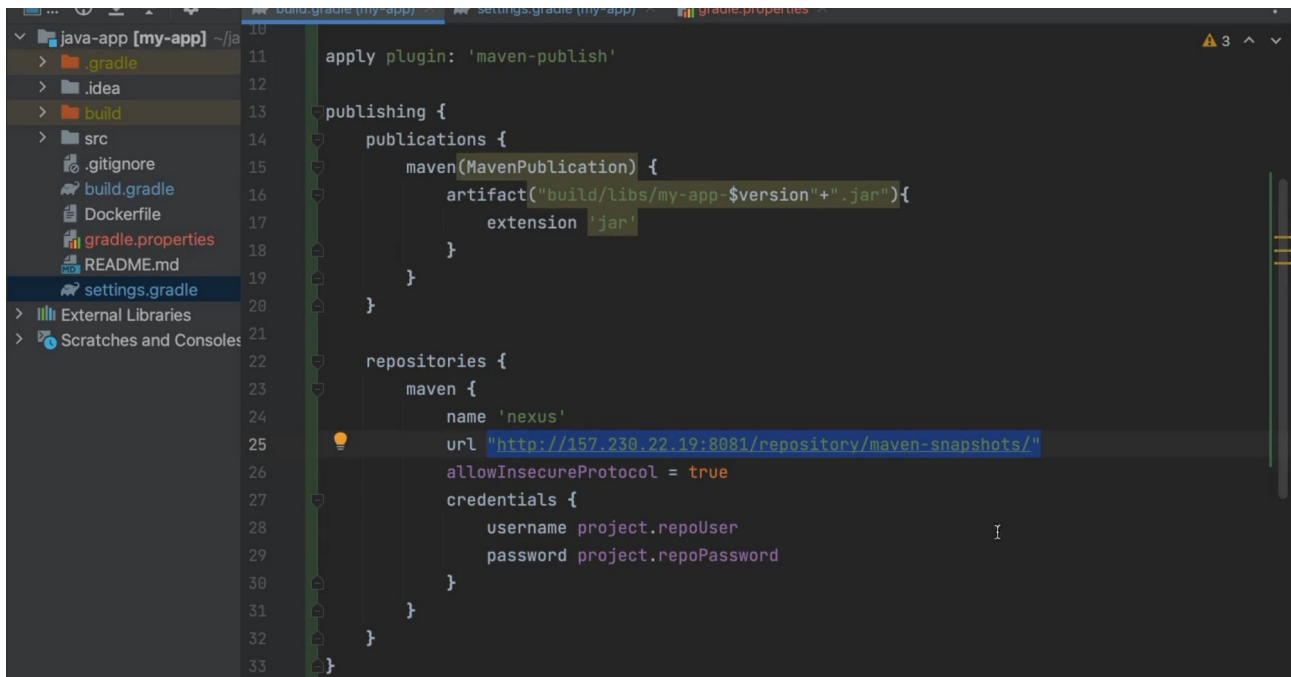 build.gradle (my-app)
settings.gradle (my-app)
gradle.properties
java-app [my-app] ~/ja
.gradle
.idea
build
src
.gitignore
build.gradle
Dockerfile
gradle.properties
README.md
settings.gradle
External Libraries
Scratches and Consoles
3
10
11 apply plugin: 'maven-publish'
12
13 publishing {
14 publications {
15 maven(MavenPublication) {
16 artifact("build/libs/my-app-$version"+".jar"){
17 extension 'jar'
18 }
19 }
20 }
21
22 repositories {
23 maven {
24 name 'nexus'
25 url "http://157.230.22.19:8081/repository/maven-snapshots/"
26 allowInsecureProtocol = true
27 credentials {
28 username project.repoUser
29 password project.repoPassword
30 }
31 }
32 }
33 }